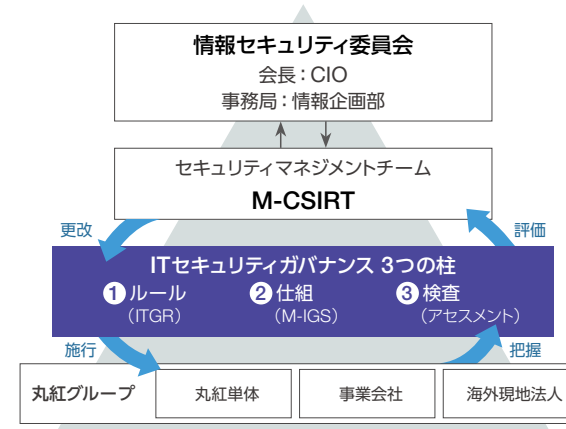 情報セキュリティ委員会
会長：CIO
事務局：情報企画部
セキュリティマネジメントチーム
M-CSIRT
更改
評価
ITセキュリティガバナンス 3つの柱
1 ルール
2 仕組
3 検査
（ITGR）
（M-IGS）
（アセスメント）
施行
把握
丸紅グループ
丸紅単体
事業会社
海外現地法人